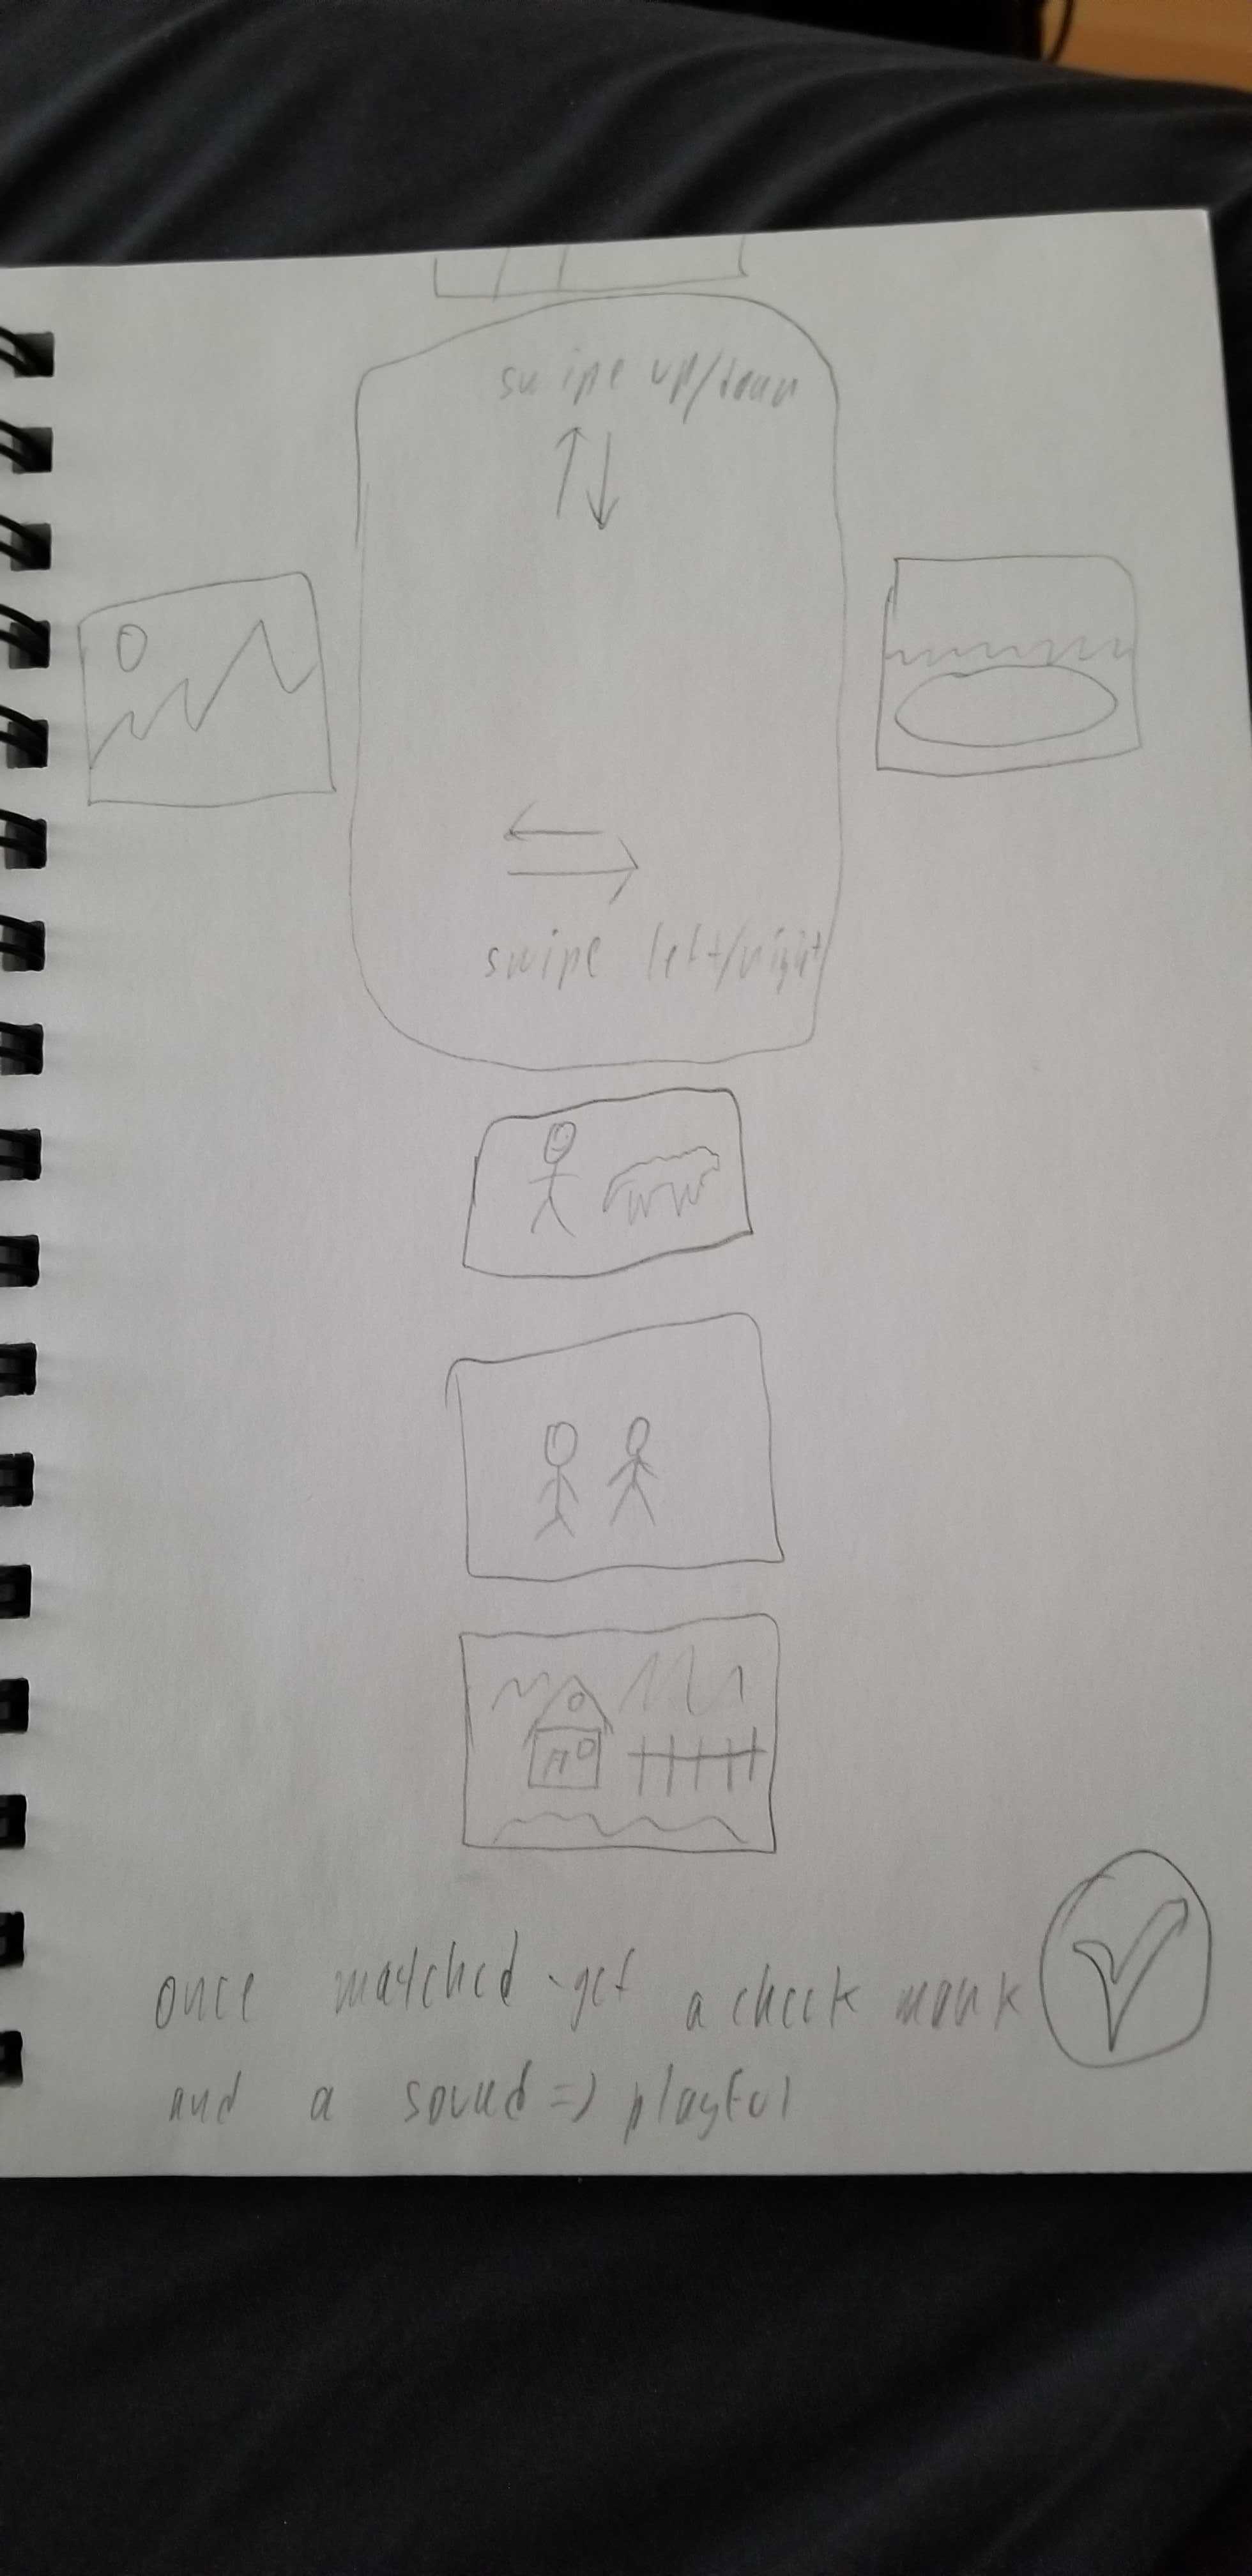 swipe up/down
swipe left/right
once matched - get a check mark
and a sound => playful